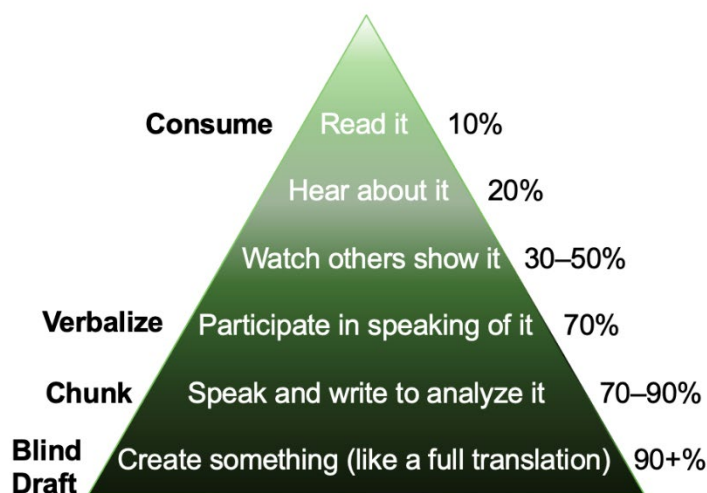 Consume Read it 10%
Hear about it 20%
Watch others show it 30–50%
Verbalize Participate in speaking of it 70%
Chunk Speak and write to analyze it 70–90%
Blind
Draft Create something (like a full translation) 90+%